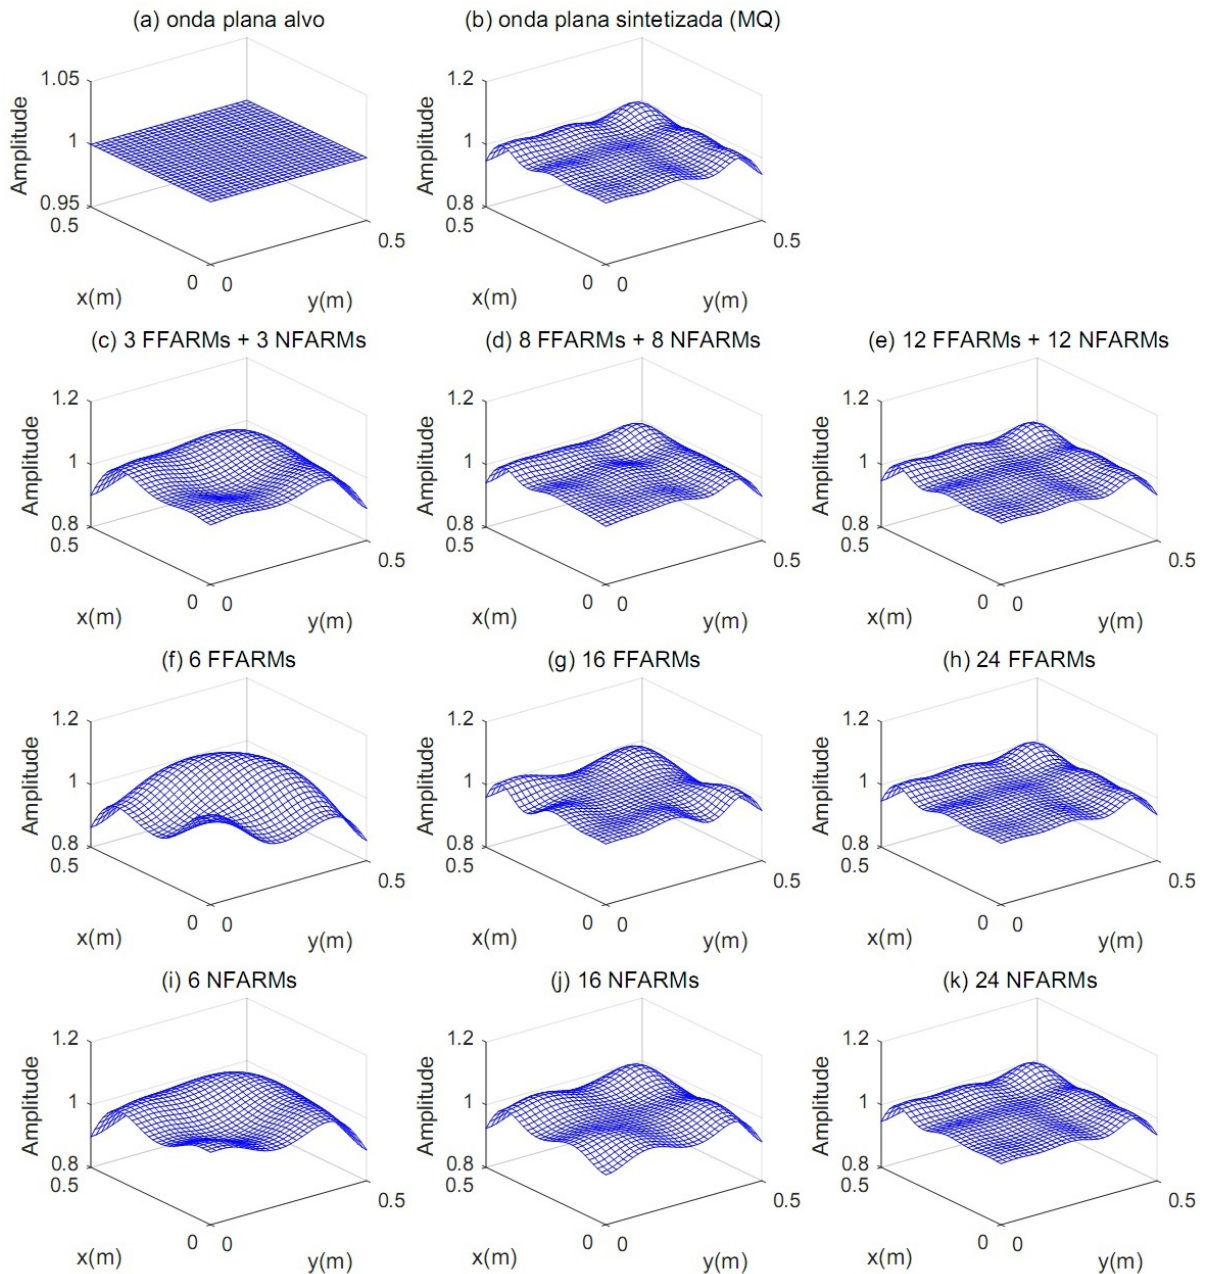 (a) onda plana alvo
(b) onda plana sintetizada (MQ)
1.05
1
0.95
0.5
Amplitude
x(m)
0
0
y(m)
0.5
1.2
1
0.8
0.5
Amplitude
x(m)
0
0
y(m)
0.5
(c) 3 FFARMs + 3 NFARMs
(d) 8 FFARMs + 8 NFARMs
(e) 12 FFARMs + 12 NFARMs
1.2
1
0.8
0.5
Amplitude
x(m)
0
0
y(m)
0.5
1.2
1
0.8
0.5
Amplitude
x(m)
0
0
y(m)
0.5
1.2
1
0.8
0.5
Amplitude
x(m)
0
0
y(m)
0.5
(f) 6 FFARMs
(g) 16 FFARMs
(h) 24 FFARMs
1.2
1
0.8
0.5
Amplitude
x(m)
0
0
y(m)
0.5
1.2
1
0.8
0.5
Amplitude
x(m)
0
0
y(m)
0.5
1.2
1
0.8
0.5
Amplitude
x(m)
0
0
y(m)
0.5
(i) 6 NFARMs
(j) 16 NFARMs
(k) 24 NFARMs
1.2
1
0.8
0.5
Amplitude
x(m)
0
0
y(m)
0.5
1.2
1
0.8
0.5
Amplitude
x(m)
0
0
y(m)
0.5
1.2
1
0.8
0.5
Amplitude
x(m)
0
0
y(m)
0.5